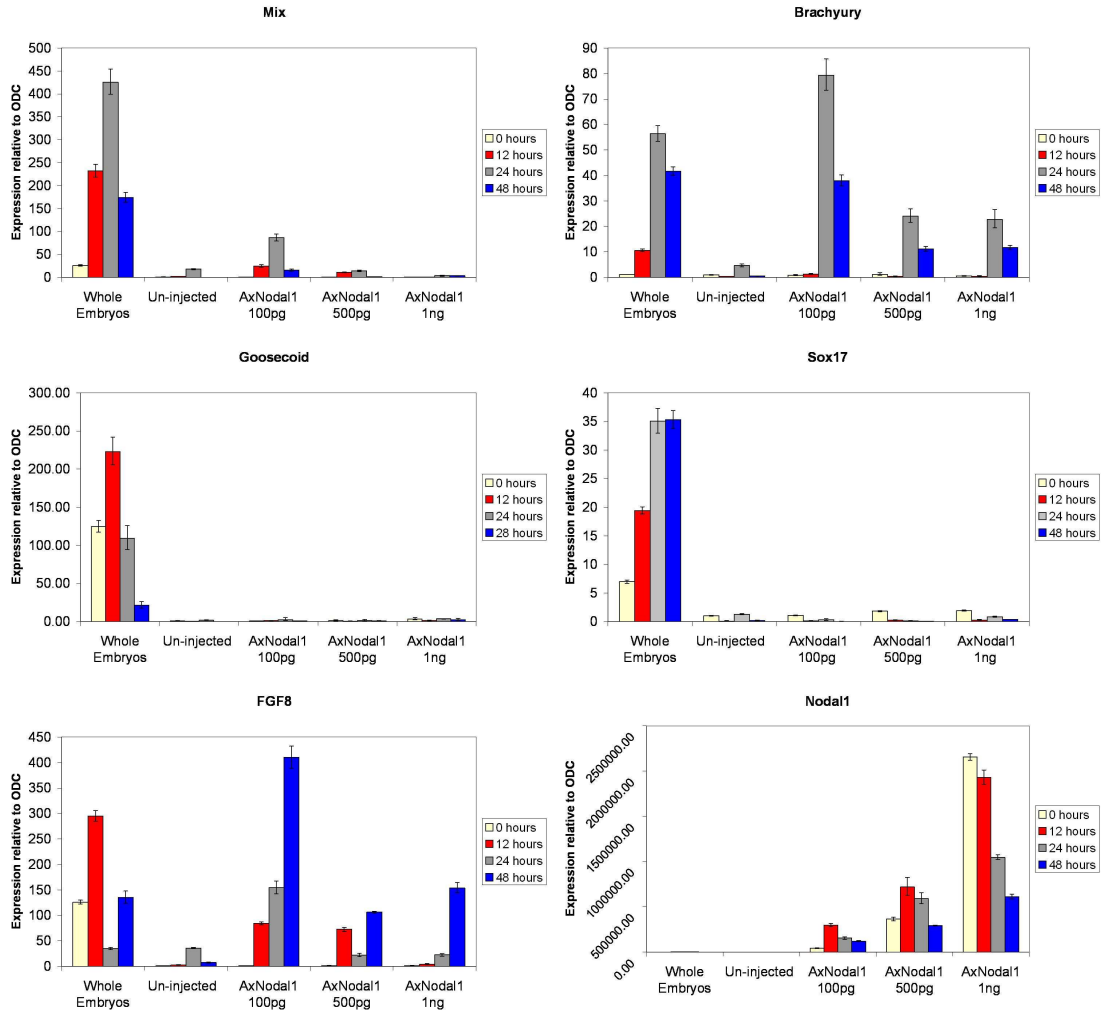 Mix
Expression relative to ODC
500
450
400
350
300
250
200
150
100
50
0
Whole Embryos
Un-injected
AxNodal1 100pg
AxNodal1 500pg
AxNodal1 1ng
0 hours
12 hours
24 hours
48 hours
Brachyury
Expression relative to ODC
90
80
70
60
50
40
30
20
10
0
Whole Embryos
Un-injected
AxNodal1 100pg
AxNodal1 500pg
AxNodal1 1ng
0 hours
12 hours
24 hours
48 hours
Goosecoid
Expression relative to ODC
300.00
250.00
200.00
150.00
100.00
50.00
0.00
Whole Embryos
Un-injected
AxNodal1 100pg
AxNodal1 500pg
AxNodal1 1ng
0 hours
12 hours
24 hours
28 hours
Sox17
Expression relative to ODC
40
35
30
25
20
15
10
5
0
Whole Embryos
Un-injected
AxNodal1 100pg
AxNodal1 500pg
AxNodal1 1ng
0 hours
12 hours
24 hours
48 hours
FGF8
Expression relative to ODC
450
400
350
300
250
200
150
100
50
0
Whole Embryos
Un-injected
AxNodal1 100pg
AxNodal1 500pg
AxNodal1 1ng
0 hours
12 hours
24 hours
48 hours
Nodal1
Expression relative to ODC
2500000.00
2000000.00
1500000.00
1000000.00
500000.00
0.00
Whole Embryos
Un-injected
AxNodal1 100pg
AxNodal1 500pg
AxNodal1 1ng
0 hours
12 hours
24 hours
48 hours